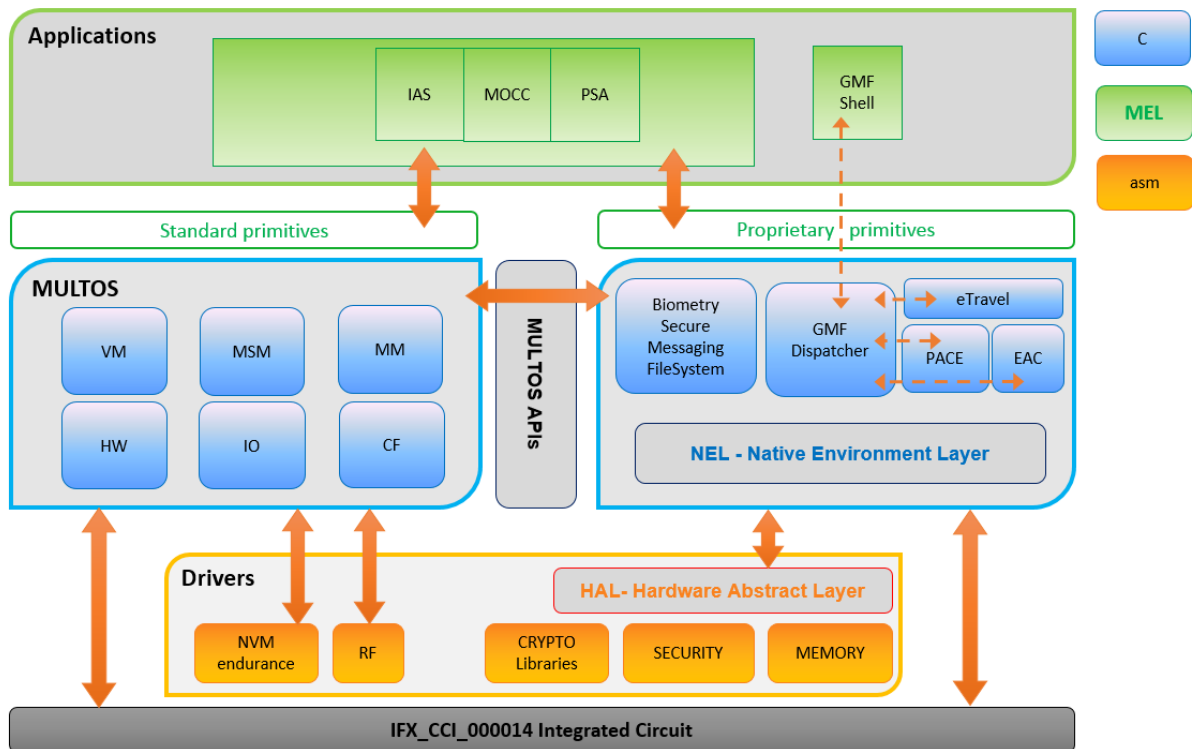 Applications
IAS
MOCC
PSA
GMF
Shell
C
MEL
asm
Standard primitives
Proprietary primitives
MULTOS
VM
MSM
MM
HW
IO
CF
MULTOS APIs
Biometry
Secure
Messaging
FileSystem
GMF
Dispatcher
eTravel
PACE
EAC
NEL - Native Environment Layer
Drivers
HAL- Hardware Abstract Layer
NVM
endurance
RF
CRYPTO
Libraries
SECURITY
MEMORY
IFX_CCI_000014 Integrated Circuit